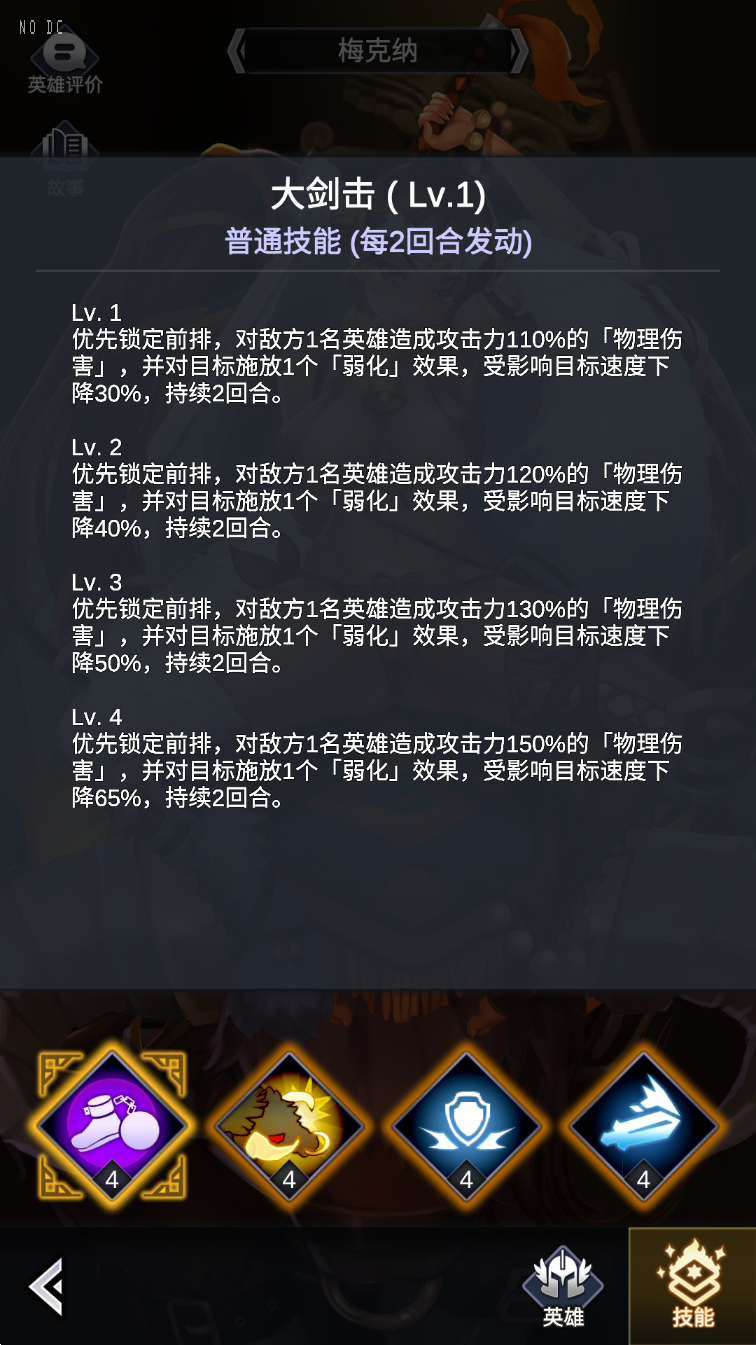 NO DC
梅克纳
英雄评价
故事
大剑击 ( Lv.1)
普通技能 (每2回合发动)
Lv. 1
优先锁定前排，对敌方1名英雄造成攻击力110%的「物理伤
害」，并对目标施放1个「弱化」效果，受影响目标速度下
降30%，持续2回合。
Lv. 2
优先锁定前排，对敌方1名英雄造成攻击力120%的「物理伤
害」，并对目标施放1个「弱化」效果，受影响目标速度下
降40%，持续2回合。
Lv. 3
优先锁定前排，对敌方1名英雄造成攻击力130%的「物理伤
害」，并对目标施放1个「弱化」效果，受影响目标速度下
降50%，持续2回合。
Lv. 4
优先锁定前排，对敌方1名英雄造成攻击力150%的「物理伤
害」，并对目标施放1个「弱化」效果，受影响目标速度下
降65%，持续2回合。
4 4 4 4
英雄 技能